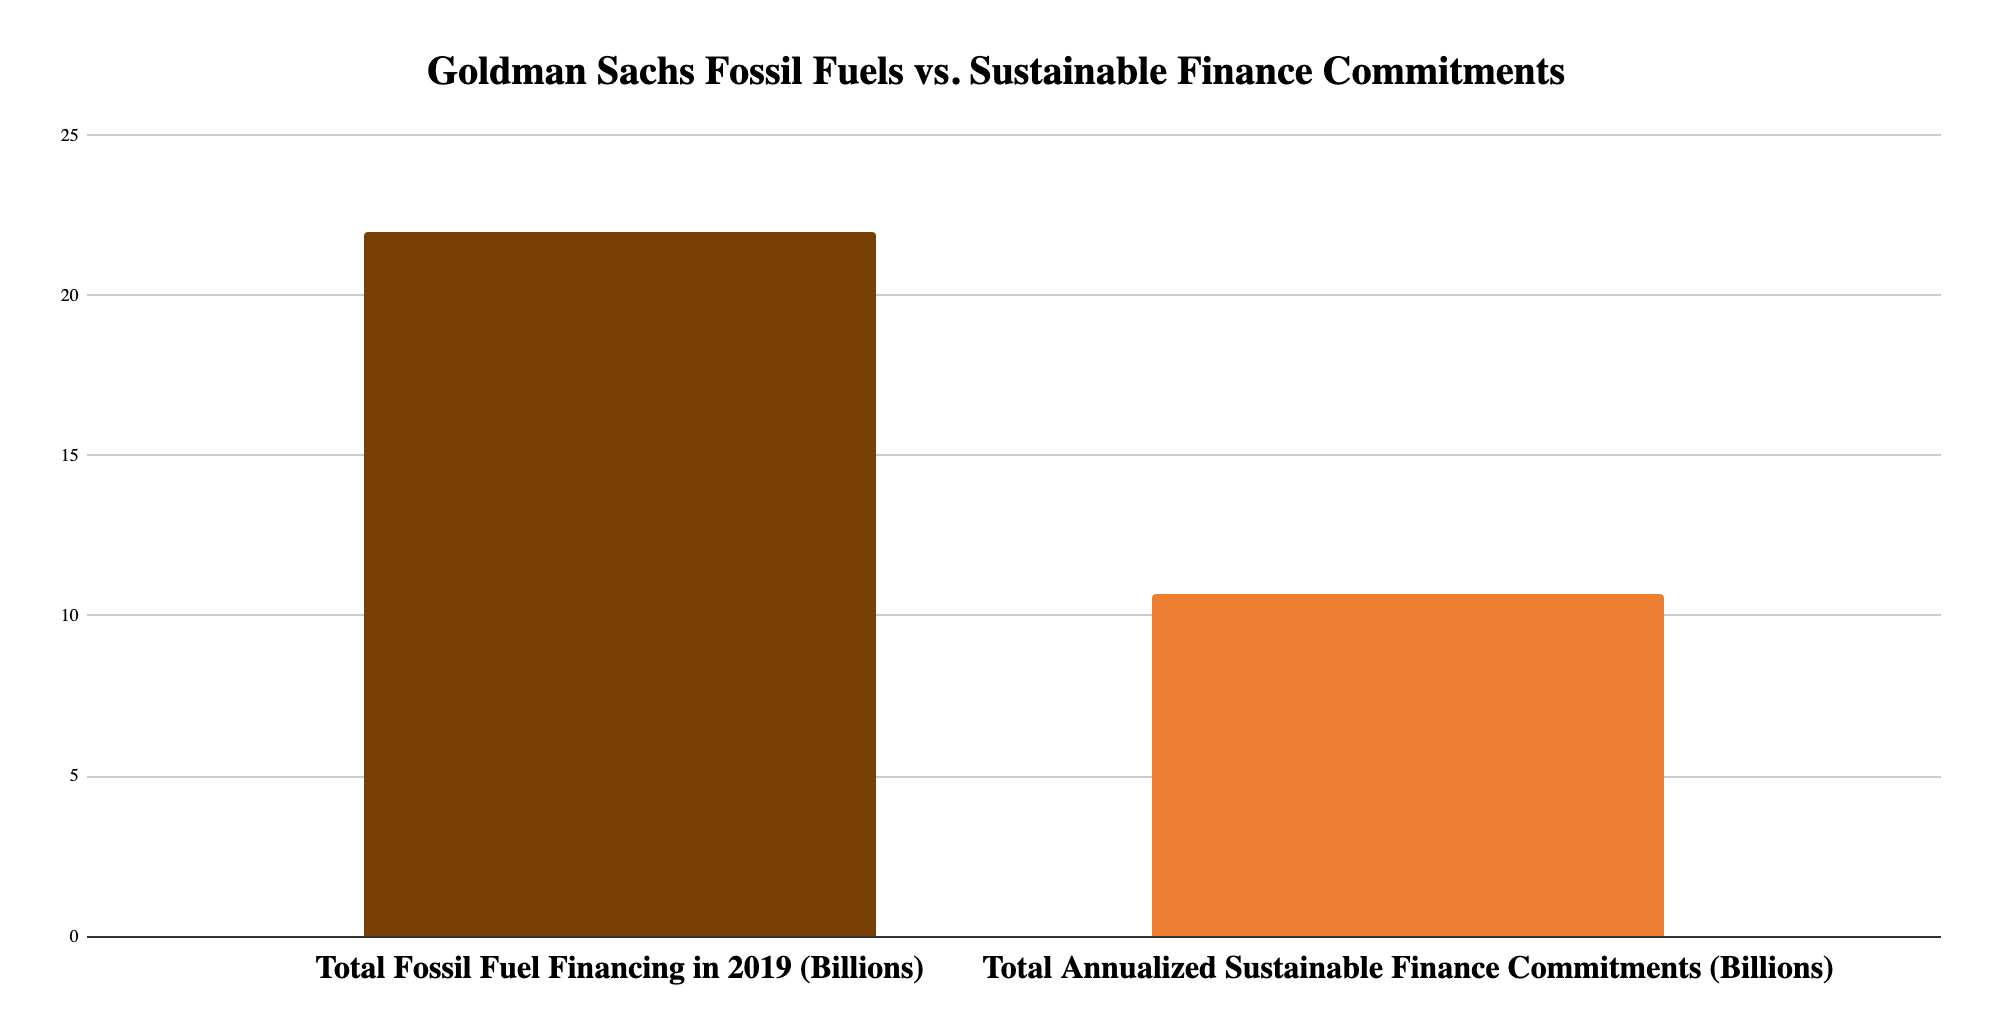 Goldman Sachs Fossil Fuels vs. Sustainable Finance Commitments
25
20
15
10
5
0
Total Fossil Fuel Financing in 2019 (Billions)
Total Annualized Sustainable Finance Commitments (Billions)